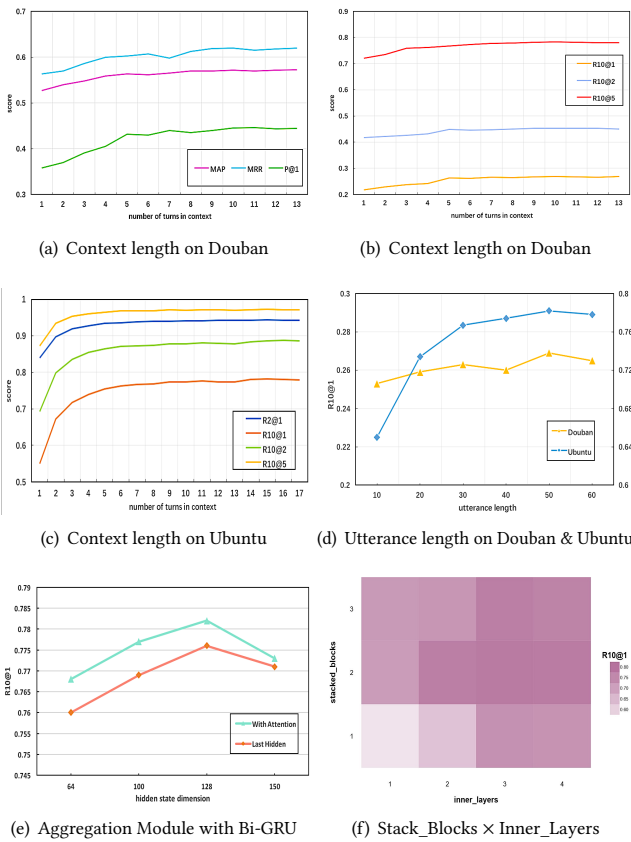 0.7
0.6
0.5
0.4
0.3
score
1 2 3 4 5 6 7 8 9 10 11 12 13
number of turns in context
MAP MRR P@1
(a) Context length on Douban
0.9
0.8
0.7
0.6
0.5
0.4
0.3
0.2
score
1 2 3 4 5 6 7 8 9 10 11 12 13
number of turns in context
R10@1
R10@2
R10@5
(b) Context length on Douban
1
0.9
0.8
0.7
0.6
0.5
score
1 2 3 4 5 6 7 8 9 10 11 12 13 14 15 16 17
number of turns in context
R2@1
R10@1
R10@2
R10@5
(c) Context length on Ubuntu
0.3
0.28
0.26
0.24
0.22
0.2
R10@1
0.8
0.76
0.72
0.68
0.64
0.6
10 20 30 40 50 60
utterance length
Douban
Ubuntu
(d) Utterance length on Douban & Ubuntu
0.79
0.785
0.78
0.775
0.77
0.765
0.76
0.755
0.75
0.745
R10@1
64 100 128 150
hidden state dimension
With Attention
Last Hidden
(e) Aggregation Module with Bi-GRU
3
2
1
stacked_blocks
1 2 3 4
inner_layers
R10@1
(f) Stack_Blocks × Inner_Layers